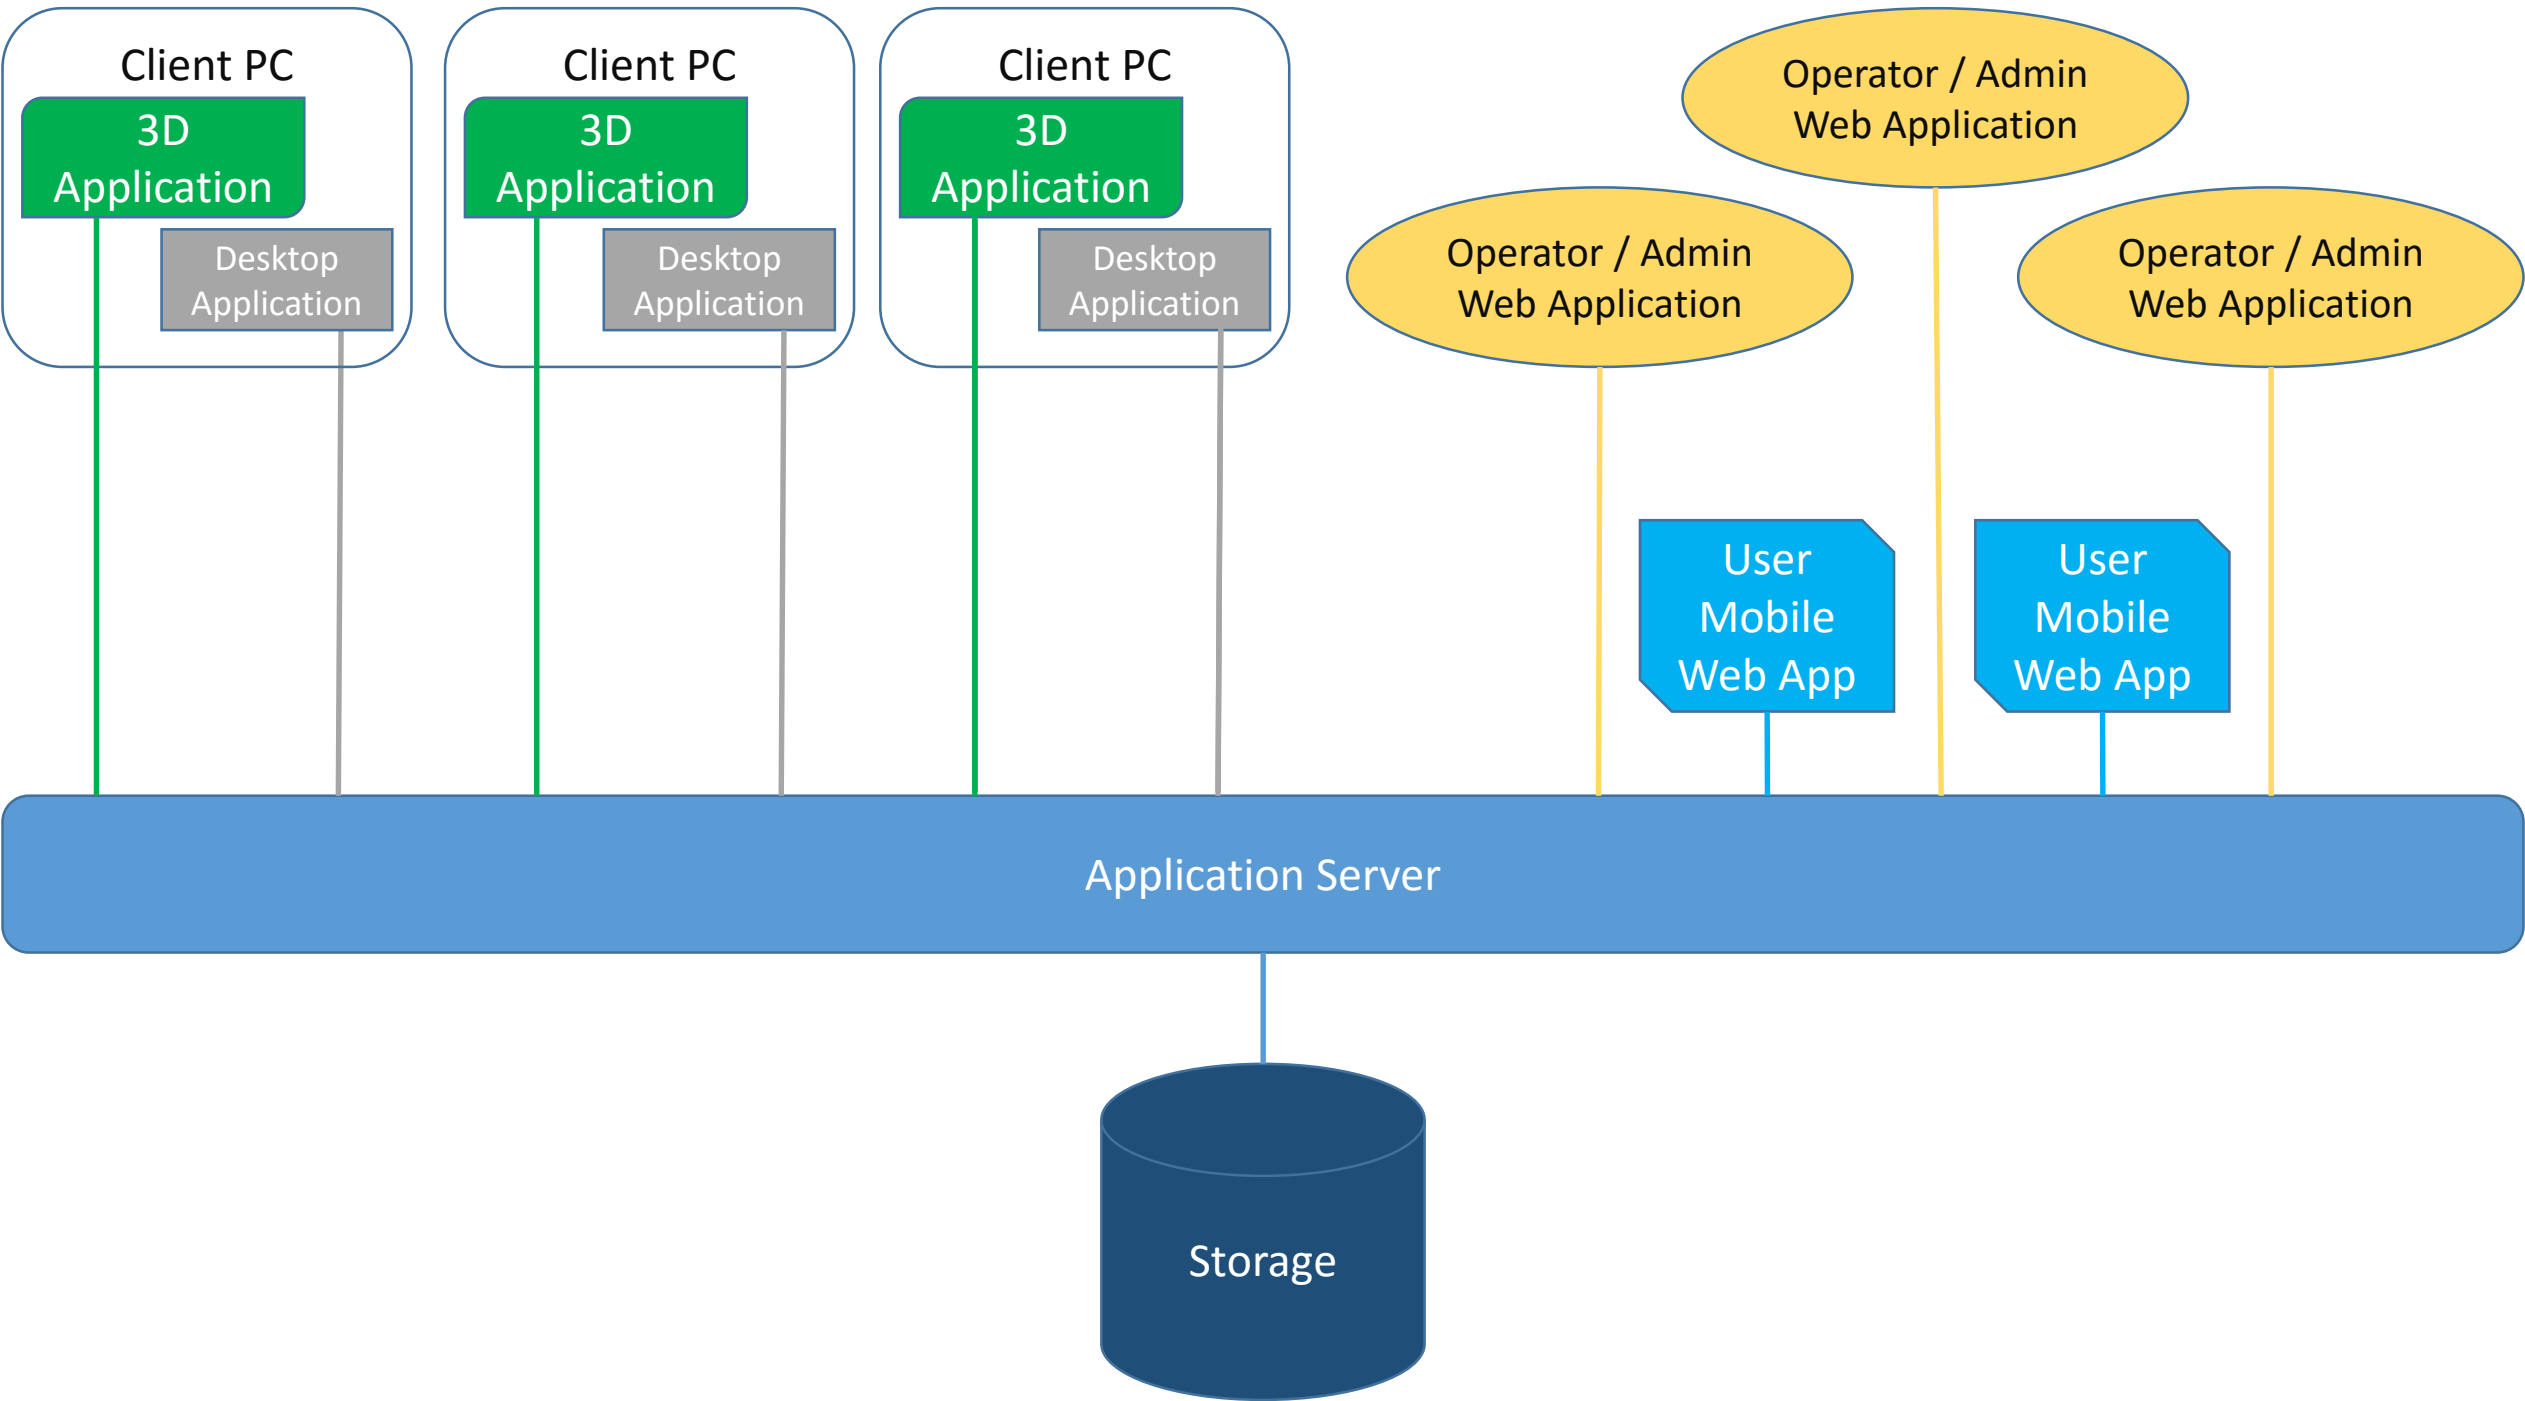 Client PC
3D
Application
Desktop
Application
Client PC
3D
Application
Desktop
Application
Client PC
3D
Application
Desktop
Application
Operator / Admin
Web Application
Operator / Admin
Web Application
Operator / Admin
Web Application
User
Mobile
Web App
User
Mobile
Web App
Application Server
Storage